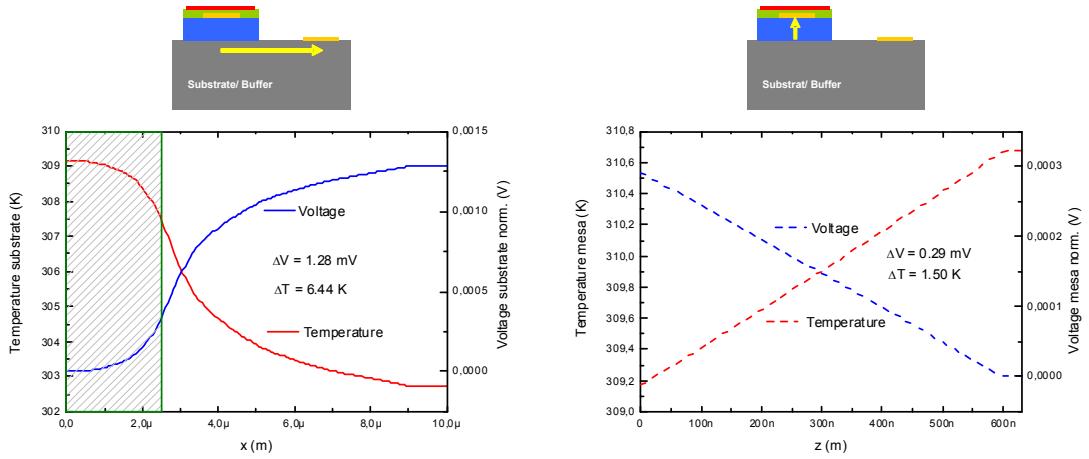 Substrate/ Buffer
310
309
308
307
306
305
304
303
302
0,0015
0,0010
0,0005
0,0000
0,0
2,0µ
4,0µ
6,0µ
8,0µ
10,0µ
Temperature substrate (K)
Voltage substrate norm. (V)
x (m)
Voltage
ΔV = 1.28 mV
ΔT = 6.44 K
Temperature
Substrat/ Buffer
310,8
310,6
310,4
310,2
310,0
309,8
309,6
309,4
309,2
309,0
0,0003
0,0002
0,0001
0,0000
0
100n
200n
300n
400n
500n
600n
Temperature mesa (K)
Voltage mesa norm. (V)
z (m)
Voltage
ΔV = 0.29 mV
ΔT = 1.50 K
Temperature